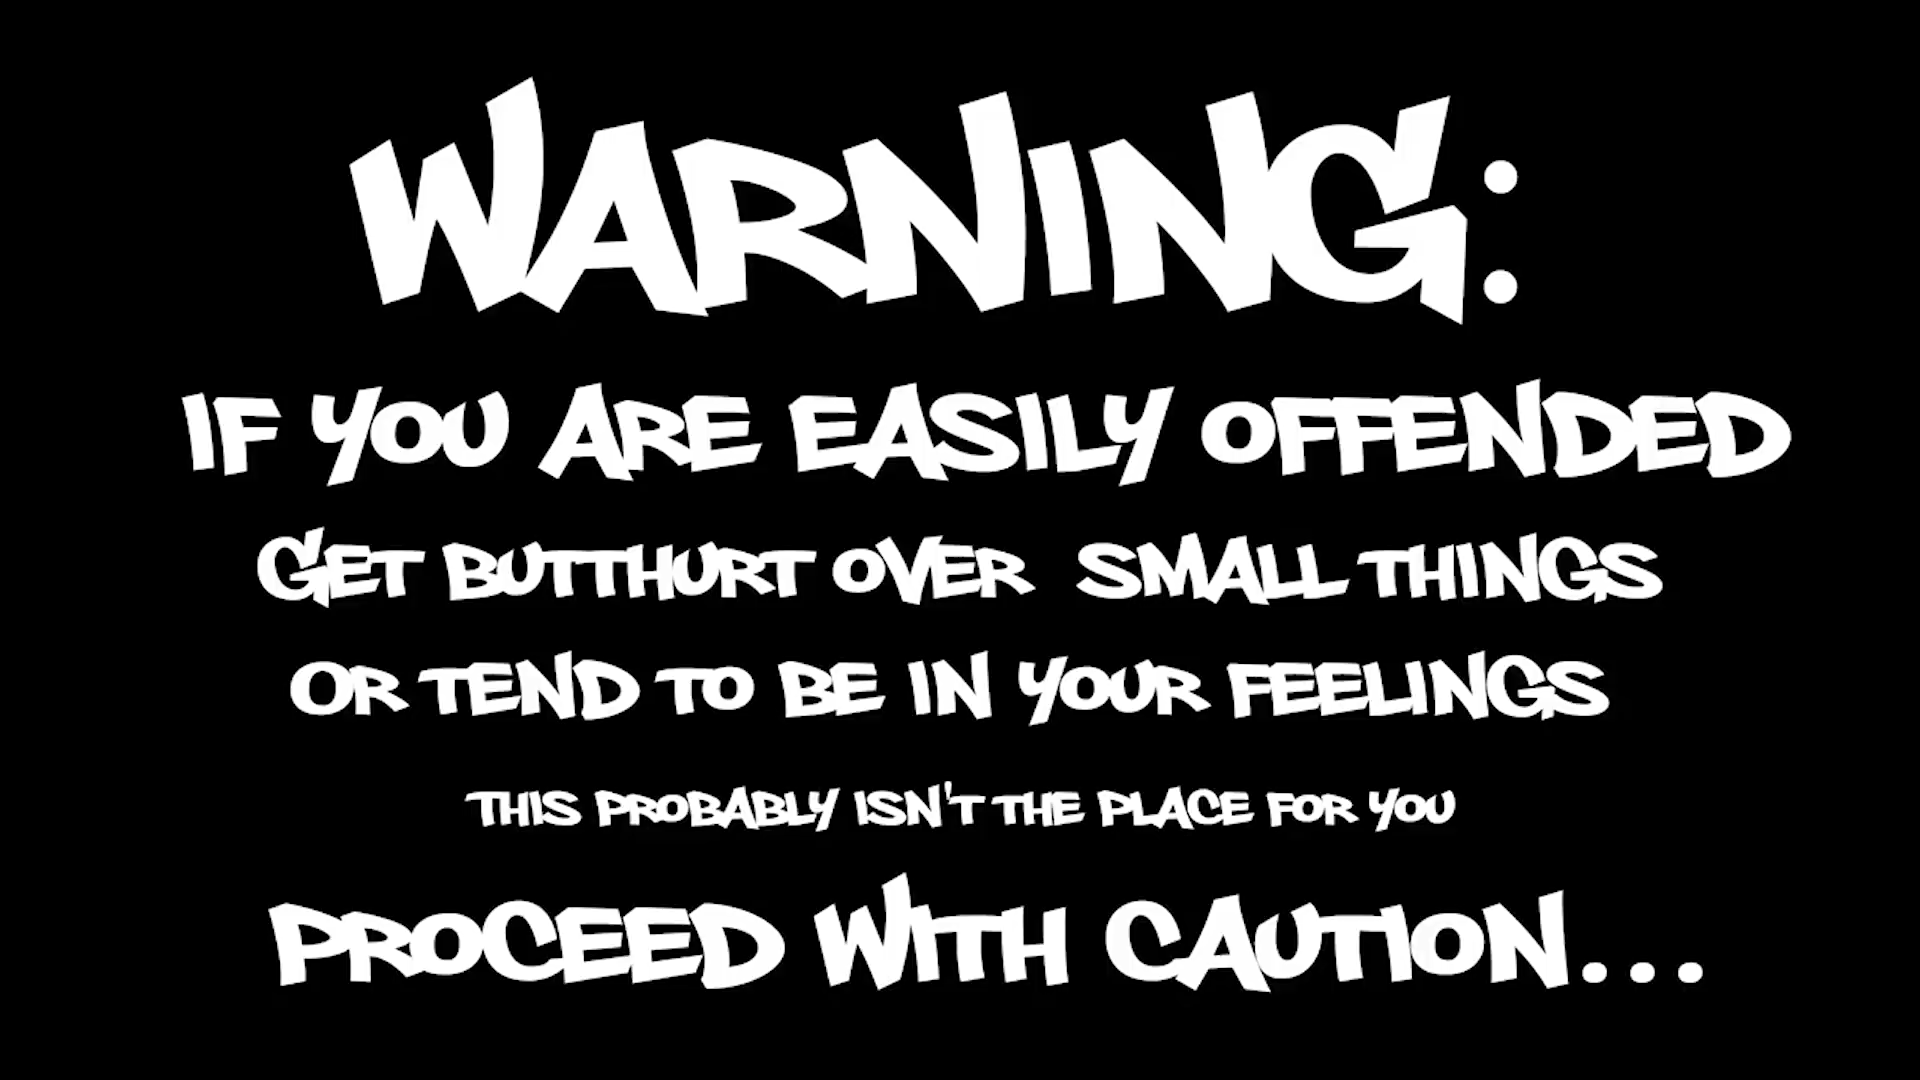 WARNING:
IF YOU ARE EASILY OFFENDED
GET BUTTHURT OVER SMALL THINGS
OR TEND TO BE IN YOUR FEELINGS
THIS PROBABLY ISN'T THE PLACE FOR YOU
PROCEED WITH CAUTION...